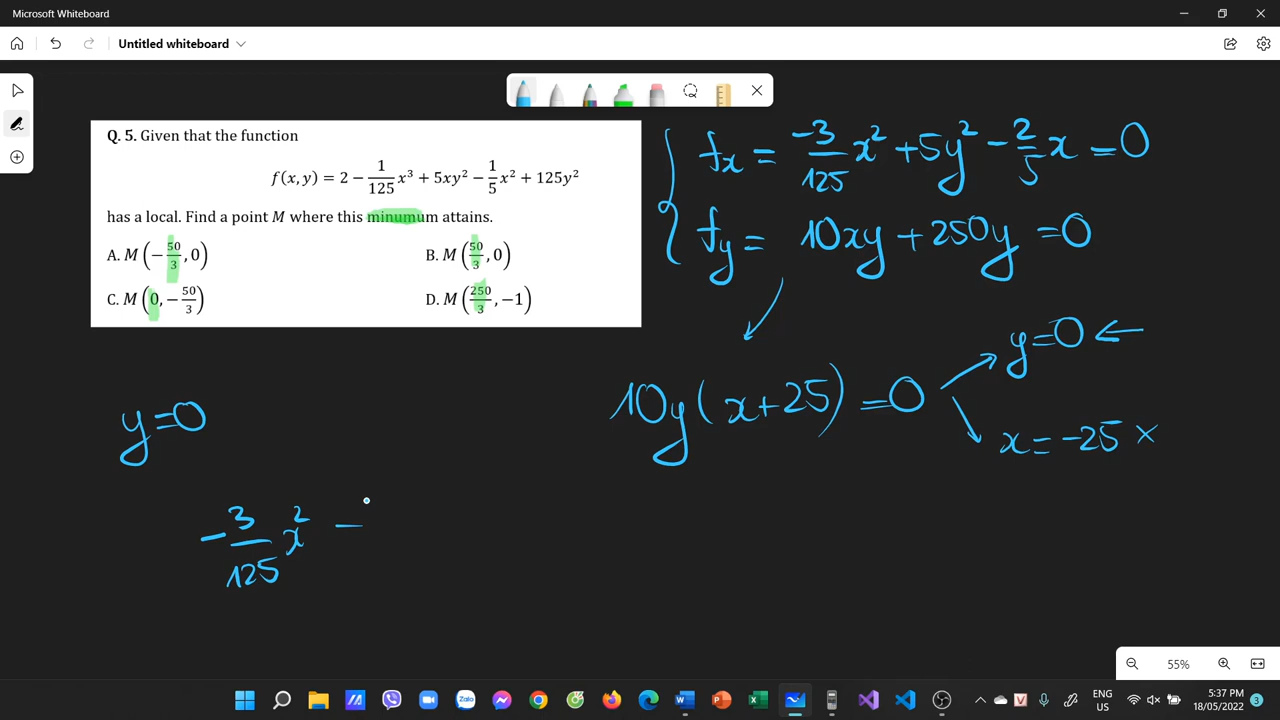 Microsoft Whiteboard
Untitled whiteboard
Q. 5. Given that the function
f(x, y) = 2 − 1/125 x³ + 5xy² − 1/5 x² + 125y²
has a local. Find a point M where this minumum attains.
A. M(−50/3, 0)
B. M(50/3, 0)
C. M(0, −50/3)
D. M(250/3, −1)
fx = −3/125 x² + 5y² − 2/5 x = 0
fy = 10xy + 250y = 0
10y(x+25) = 0
y=0 ←
x = −25 ×
y=0
−3/125 x² −
55%
Zalo
V
ENG
US
5:37 PM
18/05/2022
3